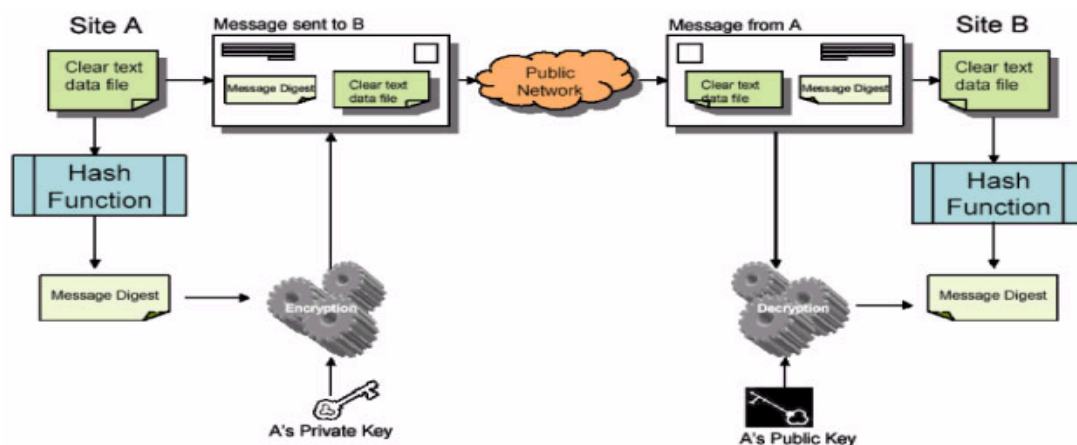 Site A
Message sent to B
Message from A
Site B
Clear text
data file
Message Digest
Clear text
data file
Public
Network
Clear text
data file
Message Digest
Clear text
data file
Hash
Function
Hash
Function
Message Digest
Encryption
Decryption
Message Digest
A's Private Key
A's Public Key